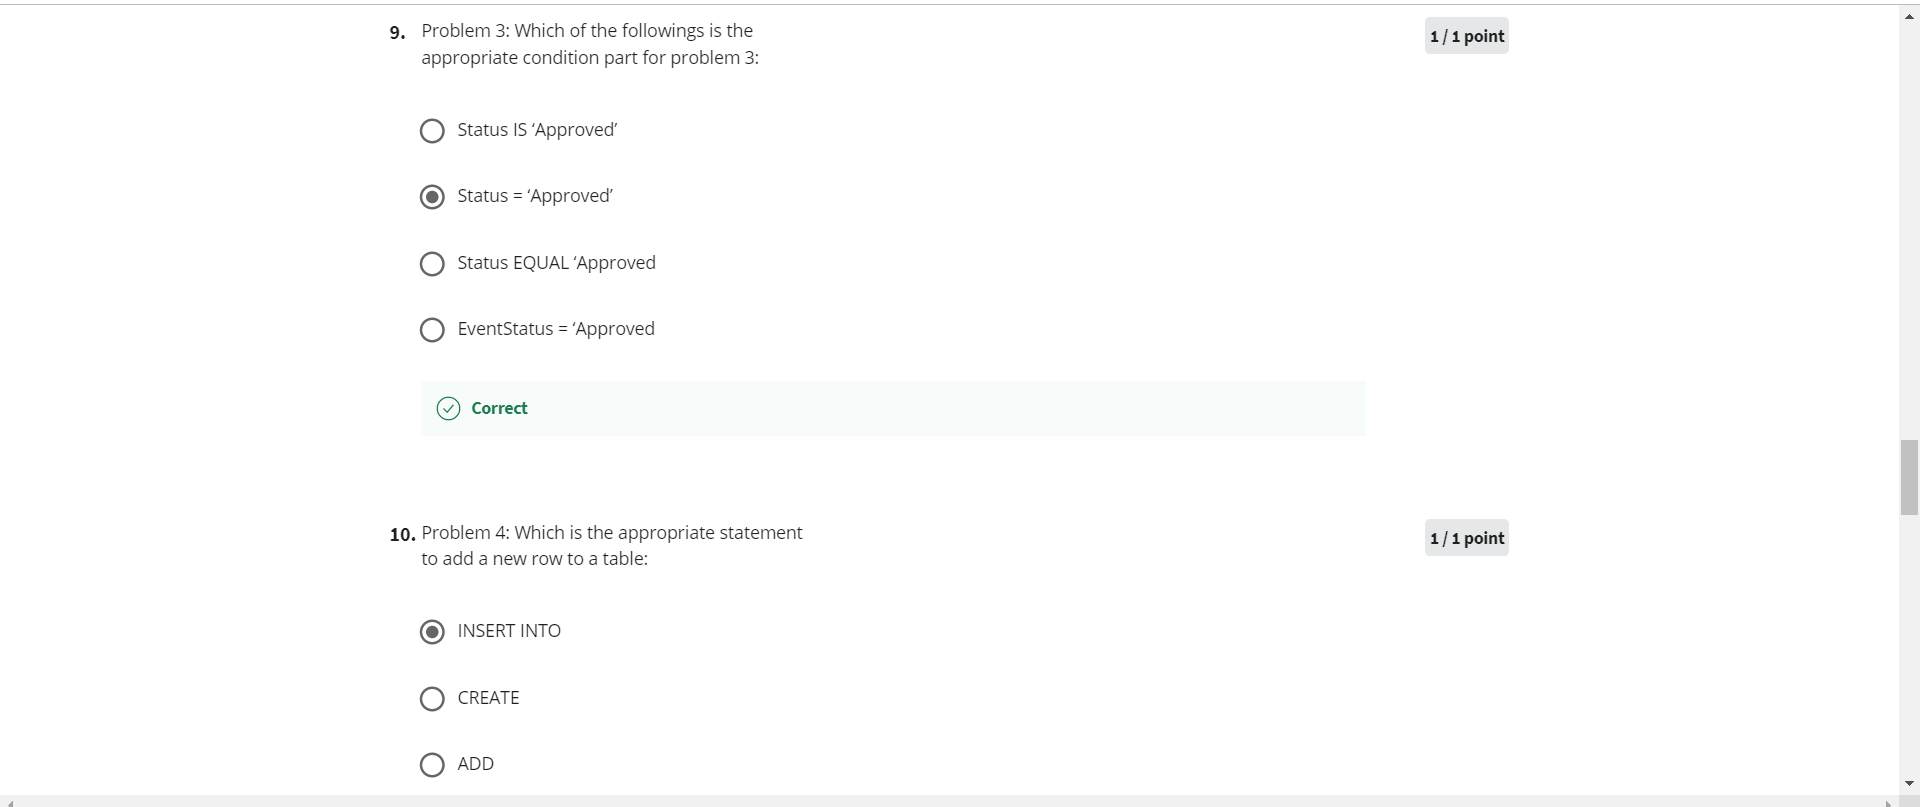 9. Problem 3: Which of the followings is the
appropriate condition part for problem 3:
1 / 1 point
Status IS ‘Approved’
Status = ‘Approved’
Status EQUAL ‘Approved
EventStatus = ‘Approved
Correct
10. Problem 4: Which is the appropriate statement
to add a new row to a table:
1 / 1 point
INSERT INTO
CREATE
ADD